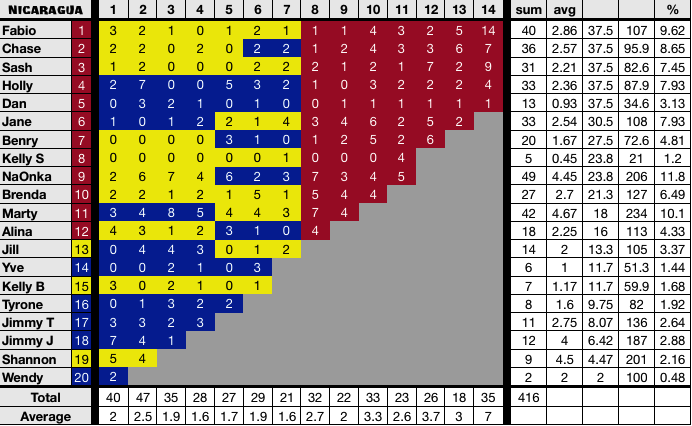 NICARAGUA 1 2 3 4 5 6 7 8 9 10 11 12 13 14 sum avg %
Fabio 1 3 2 1 0 1 2 1 8 1 4 3 2 5 14 40 2.86 37.5 107 9.62
Chase 2 2 2 0 2 0 2 2 1 2 4 3 3 6 7 36 2.57 37.5 95.9 8.65
Sash 3 1 2 0 0 0 2 2 2 1 2 1 7 2 9 31 2.21 37.5 82.6 7.45
Holly 4 2 7 0 0 5 3 2 1 0 3 2 2 2 4 33 2.36 37.5 87.9 7.93
Dan 5 0 3 2 1 0 1 0 0 1 1 1 1 1 1 13 0.93 37.5 34.6 3.13
Jane 6 1 0 1 2 2 1 4 3 4 6 2 5 2 33 2.54 30.5 108 7.93
Benry 7 0 0 0 0 3 1 0 1 2 5 2 6 20 1.67 27.5 72.6 4.81
Kelly S 8 0 0 0 0 0 0 1 0 0 0 4 5 0.45 23.8 21 1.2
NaOnka 9 2 6 7 4 6 2 3 7 3 4 5 49 4.45 23.8 206 11.8
Brenda 10 2 2 1 2 1 5 1 5 4 4 27 2.7 21.3 127 6.49
Marty 11 3 4 8 5 4 4 3 7 4 42 4.67 18 234 10.1
Alina 12 4 3 1 2 3 1 0 4 18 2.25 16 113 4.33
Jill 13 0 4 4 3 0 1 2 14 2 13.3 105 3.37
Yve 14 0 0 2 1 0 3 6 1 11.7 51.3 1.44
Kelly B 15 3 0 2 1 0 1 7 1.17 11.7 59.9 1.68
Tyrone 16 0 1 3 2 2 8 1.6 9.75 82 1.92
Jimmy T 17 3 3 2 3 11 2.75 8.07 136 2.64
Jimmy J 18 7 4 1 12 4 6.42 187 2.88
Shannon 19 5 4 9 4.5 4.47 201 2.16
Wendy 20 2 2 2 2 100 0.48
Total 40 47 35 28 27 29 21 32 22 33 23 26 18 35 416
Average 2 2.5 1.9 1.6 1.7 1.9 1.6 2.7 2 3.3 2.6 3.7 3 7